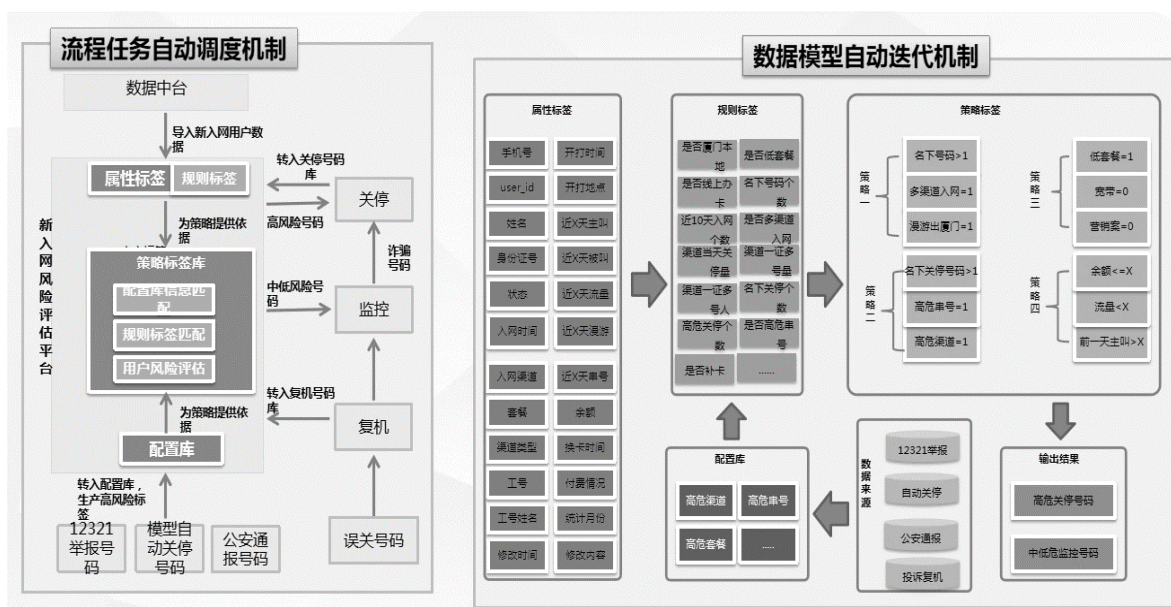 流程任务自动调度机制
数据中台
导入新入网用户数
据
属性标签
规则标签
转入关停号码
库
关停
高风险号码
为策略提供依
据
新入网风险评估平台
策略标签库
配置库信息匹
配
规则标签匹配
用户风险评估
诈骗
号码
中低风险号
码
监控
为策略提供依
据
转入复机号码
库
复机
配置库
转入配置库，
生产高风险标
签
12321
举报号
码
模型自
动关停
号码
公安通
报号码
误关号码
数据模型自动迭代机制
属性标签
手机号
开打时间
user_id
开打地点
姓名
近X天主叫
身份证号
近X天被叫
状态
近X天流量
入网时间
近X天漫游
入网渠道
近X天串号
套餐
余额
渠道类型
换卡时间
工号
付费情况
工号姓名
统计月份
修改时间
修改内容
规则标签
是否厦门本
地
是否低套餐
是否线上办
卡
名下号码个
数
近10天入网
个数
是否多渠道
入网
渠道当天关
停量
渠道一证多
号量
渠道一证多
号人
名下关停个
数
高危关停个
数
是否高危串
号
是否补卡
......
策略标签
策略一
名下号码>1
多渠道入网=1
漫游出厦门=1
策略二
名下关停号码>1
高危串号=1
高危渠道=1
策略三
低套餐=1
宽带=0
营销案=0
策略四
余额<=X
流量<X
前一天主叫>X
配置库
高危渠道
高危串号
高危套餐
.....
数据来源
12321举报
自动关停
公安通报
投诉复机
输出结果
高危关停号码
中低危监控号码